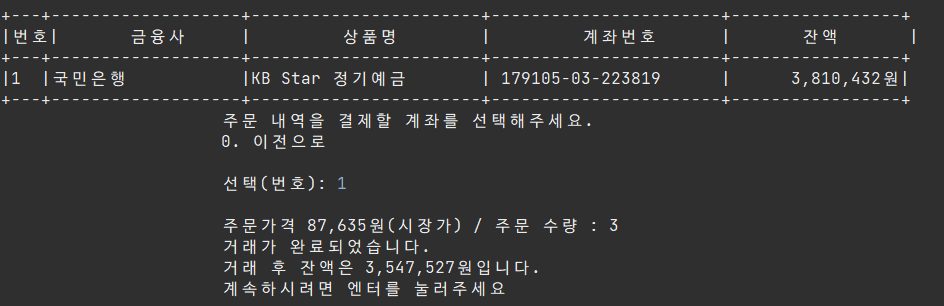 +---+-------------------+-----------------------+-----------------------+-----------------+
|번호|       금융사      |         상품명        |         계좌번호      |       잔액       |
+---+-------------------+-----------------------+-----------------------+-----------------+
|1  |국민은행            |KB Star 정기예금        | 179105-03-223819      |      3,810,432원|
+---+-------------------+-----------------------+-----------------------+-----------------+
주문 내역을 결제할 계좌를 선택해주세요.
0. 이전으로
선택(번호): 1
주문가격 87,635원(시장가) / 주문 수량 : 3
거래가 완료되었습니다.
거래 후 잔액은 3,547,527원입니다.
계속하시려면 엔터를 눌러주세요